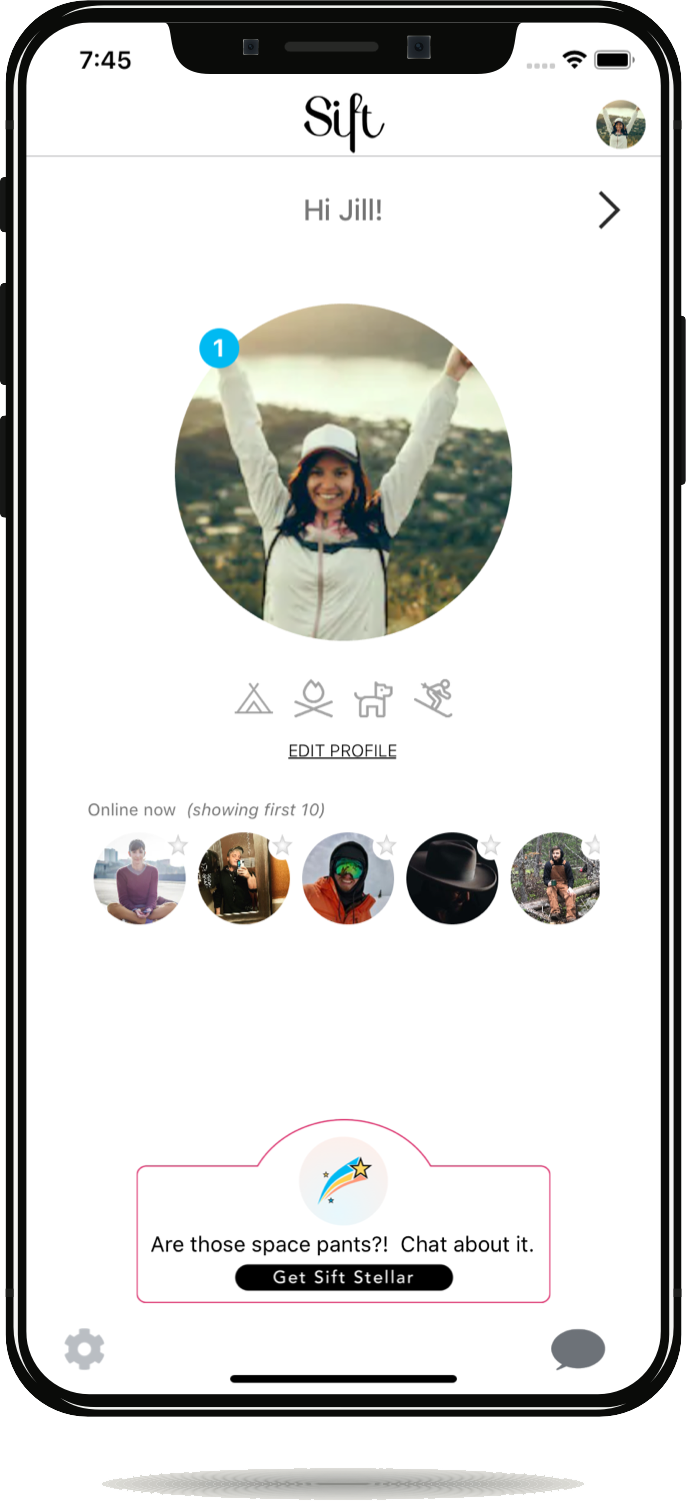 7:45
Sift
Hi Jill!
1
EDIT PROFILE
Online now (showing first 10)
Are those space pants?! Chat about it.
Get Sift Stellar